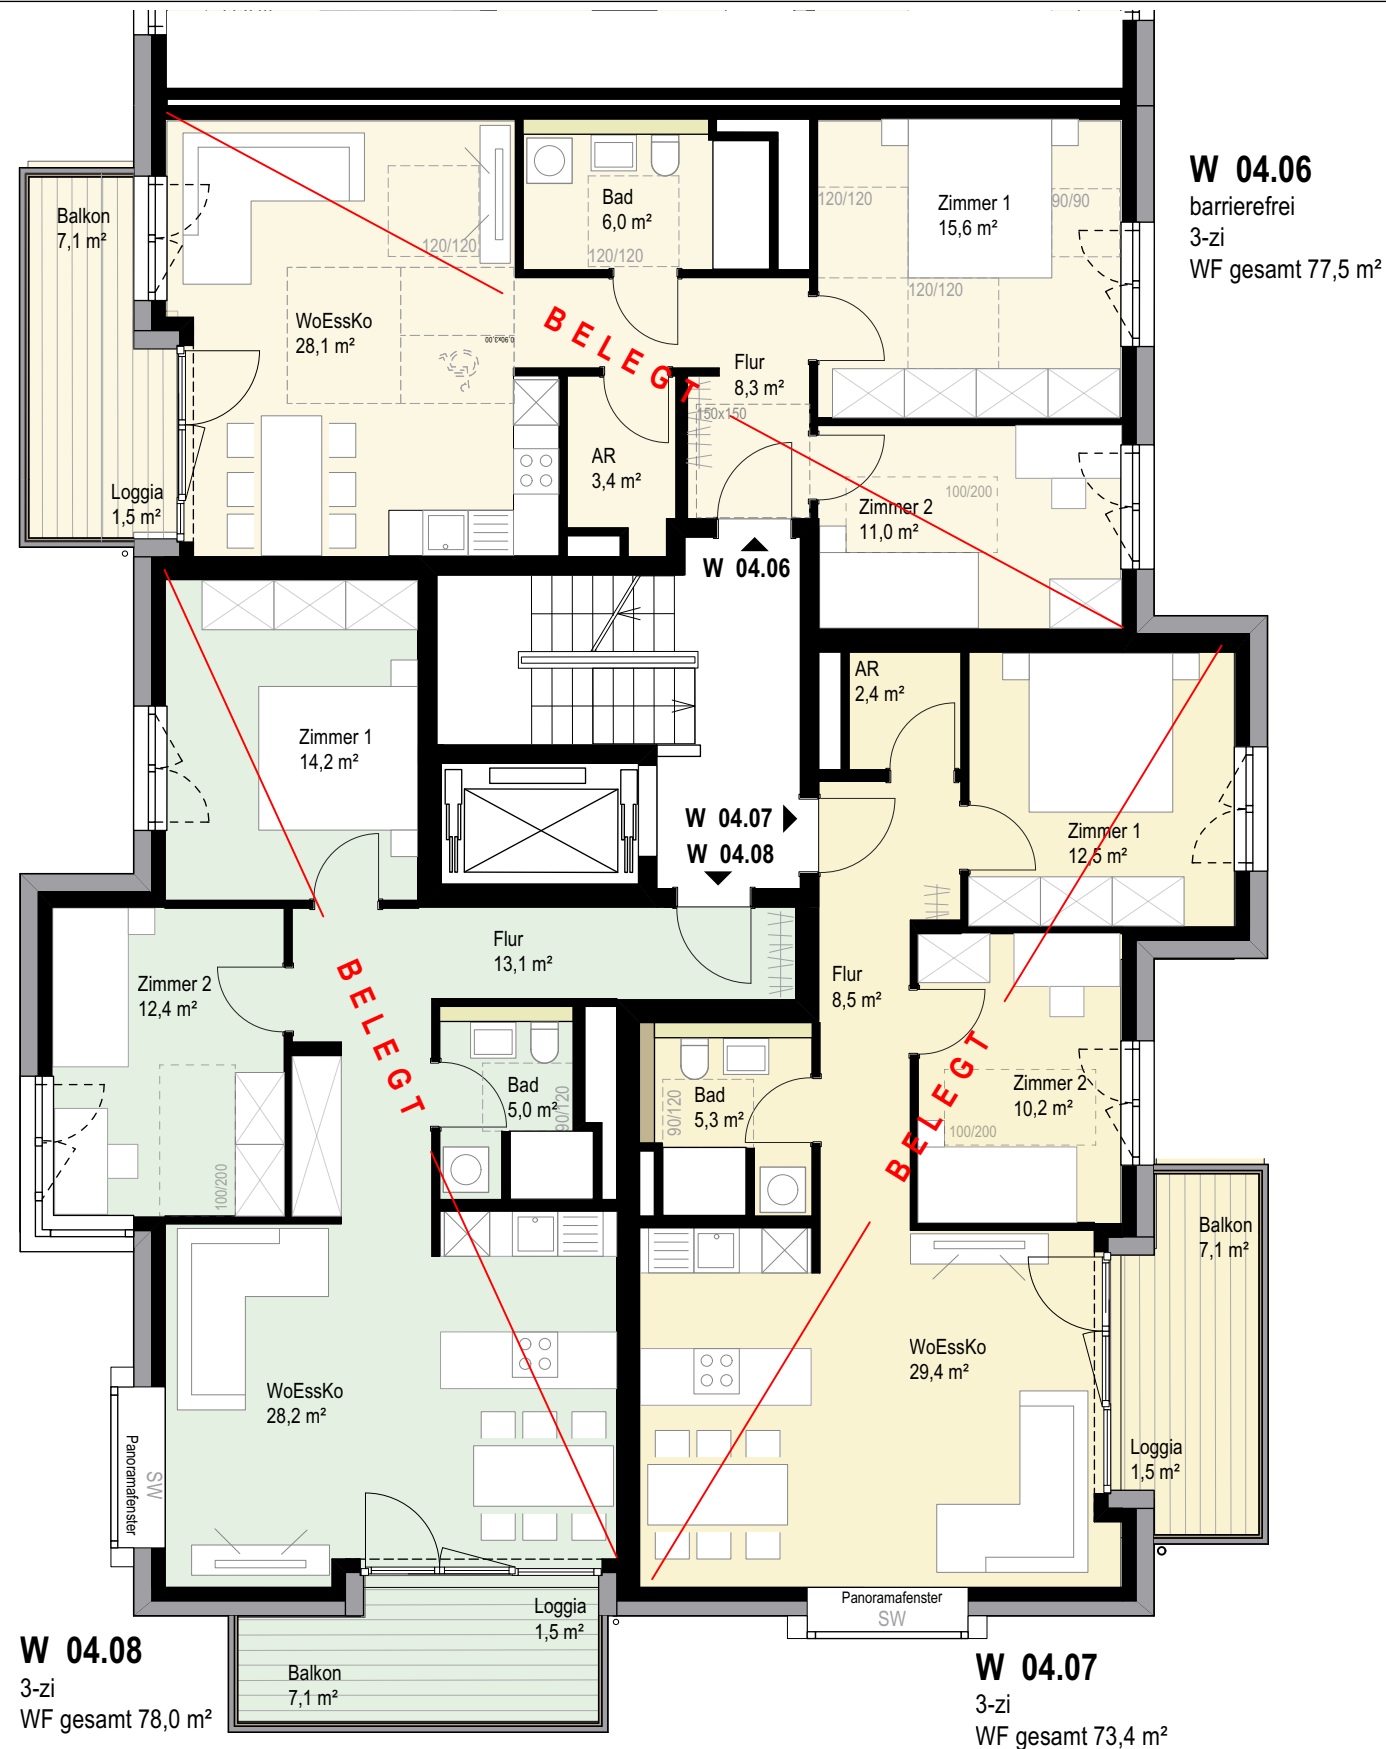 W 04.06
barrierefrei
3-zi
WF gesamt 77,5 m²
Balkon
7,1 m²
Loggia
1,5 m²
WoEssKo
28,1 m²
120/120
0.90x3.00
Bad
6,0 m²
120/120
Zimmer 1
15,6 m²
120/120
90/90
120/120
BELEGT
Flur
8,3 m²
150x150
AR
3,4 m²
Zimmer 2
11,0 m²
100/200
W 04.06
W 04.07
W 04.08
Zimmer 1
14,2 m²
AR
2,4 m²
Zimmer 1
12,5 m²
Flur
13,1 m²
Zimmer 2
12,4 m²
100/200
BELEGT
Bad
5,0 m²
90/120
Bad
5,3 m²
90/120
Flur
8,5 m²
Zimmer 2
10,2 m²
100/200
BELEGT
Balkon
7,1 m²
WoEssKo
29,4 m²
Loggia
1,5 m²
WoEssKo
28,2 m²
Panoramafenster
SW
Panoramafenster
SW
Loggia
1,5 m²
Balkon
7,1 m²
W 04.08
3-zi
WF gesamt 78,0 m²
W 04.07
3-zi
WF gesamt 73,4 m²